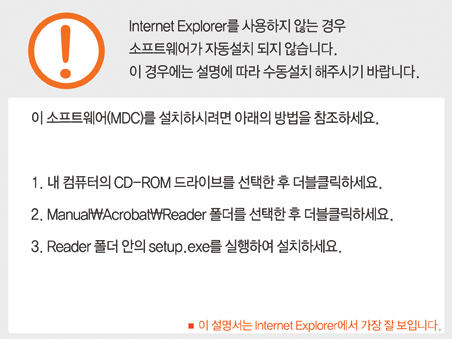 Internet Explorer를 사용하지 않는 경우
소프트웨어가 자동설치 되지 않습니다.
이 경우에는 설명에 따라 수동설치 해주시기 바랍니다.
이 소프트웨어(MDC)를 설치하시려면 아래의 방법을 참조하세요.
1. 내 컴퓨터의 CD-ROM 드라이브를 선택한 후 더블클릭하세요.
2. Manual₩Acrobat₩Reader 폴더를 선택한 후 더블클릭하세요.
3. Reader 폴더 안의 setup.exe를 실행하여 설치하세요.
■ 이 설명서는 Internet Explorer에서 가장 잘 보입니다.